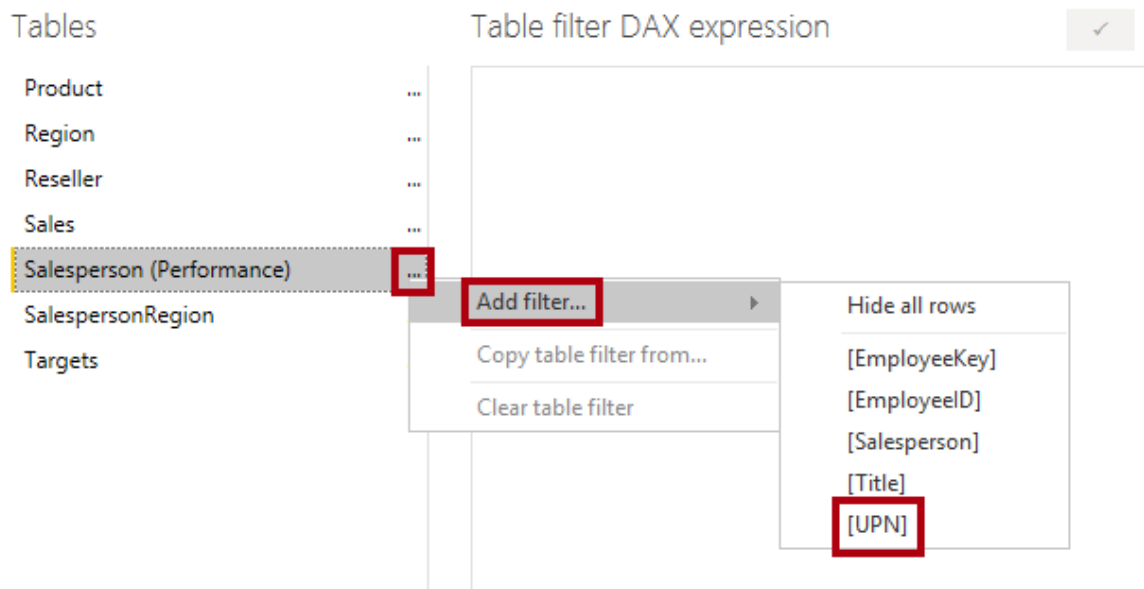 Tables
Table filter DAX expression
Product ...
Region ...
Reseller ...
Sales ...
Salesperson (Performance) ...
SalespersonRegion
Targets
Add filter...
Copy table filter from...
Clear table filter
Hide all rows
[EmployeeKey]
[EmployeeID]
[Salesperson]
[Title]
[UPN]